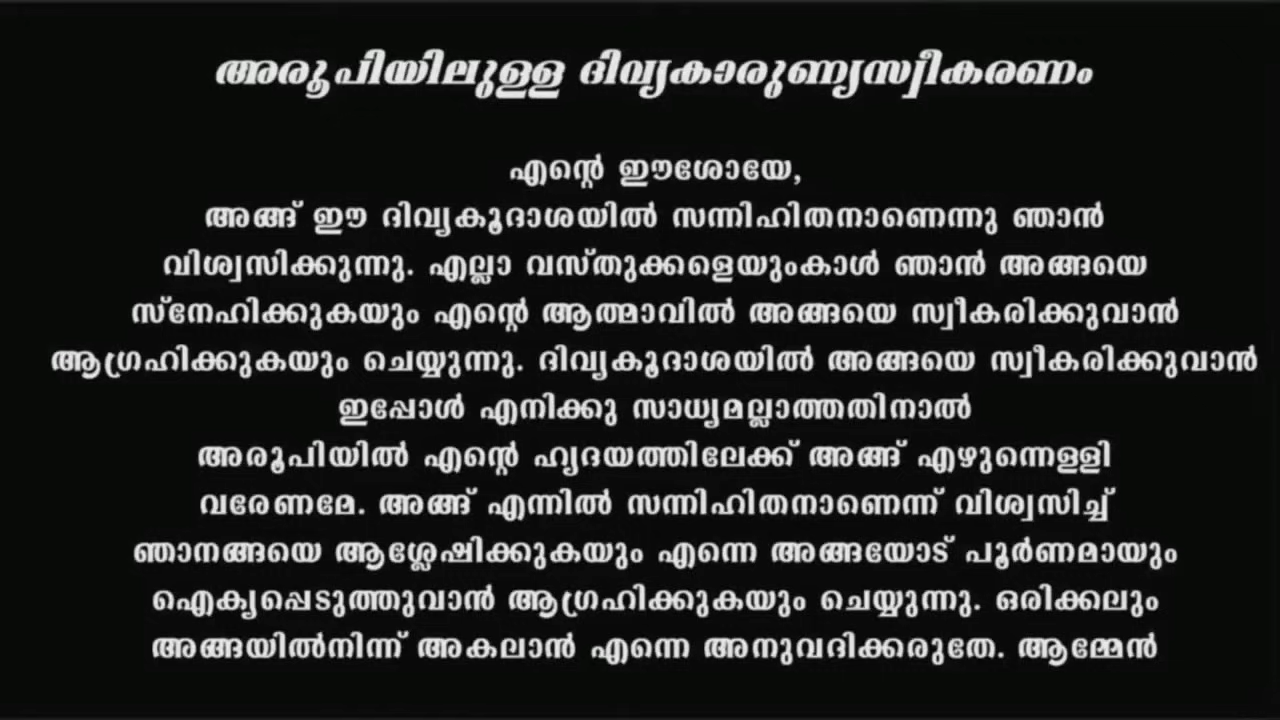 അരൂപിയിലുള്ള ദിവ്യകാരുണ്യസ്വീകരണം
എന്റെ ഈശോയേ,
അങ്ങ് ഈ ദിവ്യകൂദാശയിൽ സന്നിഹിതനാണെന്നു ഞാൻ
വിശ്വസിക്കുന്നു. എല്ലാ വസ്തുക്കളെയുംകാൾ ഞാൻ അങ്ങയെ
സ്നേഹിക്കുകയും എന്റെ ആത്മാവിൽ അങ്ങയെ സ്വീകരിക്കുവാൻ
ആഗ്രഹിക്കുകയും ചെയ്യുന്നു. ദിവ്യകൂദാശയിൽ അങ്ങയെ സ്വീകരിക്കുവാൻ
ഇപ്പോൾ എനിക്കു സാധ്യമല്ലാത്തതിനാൽ
അരൂപിയിൽ എന്റെ ഹൃദയത്തിലേക്ക് അങ്ങ് എഴുന്നെള്ളി
വരേണമേ. അങ്ങ് എന്നിൽ സന്നിഹിതനാണെന്ന് വിശ്വസിച്ച്
ഞാനങ്ങയെ ആശ്ലേഷിക്കുകയും എന്നെ അങ്ങയോട് പൂർണമായും
ഐക്യപ്പെടുത്തുവാൻ ആഗ്രഹിക്കുകയും ചെയ്യുന്നു. ഒരിക്കലും
അങ്ങയിൽനിന്ന് അകലാൻ എന്നെ അനുവദിക്കരുതേ. ആമ്മേൻ